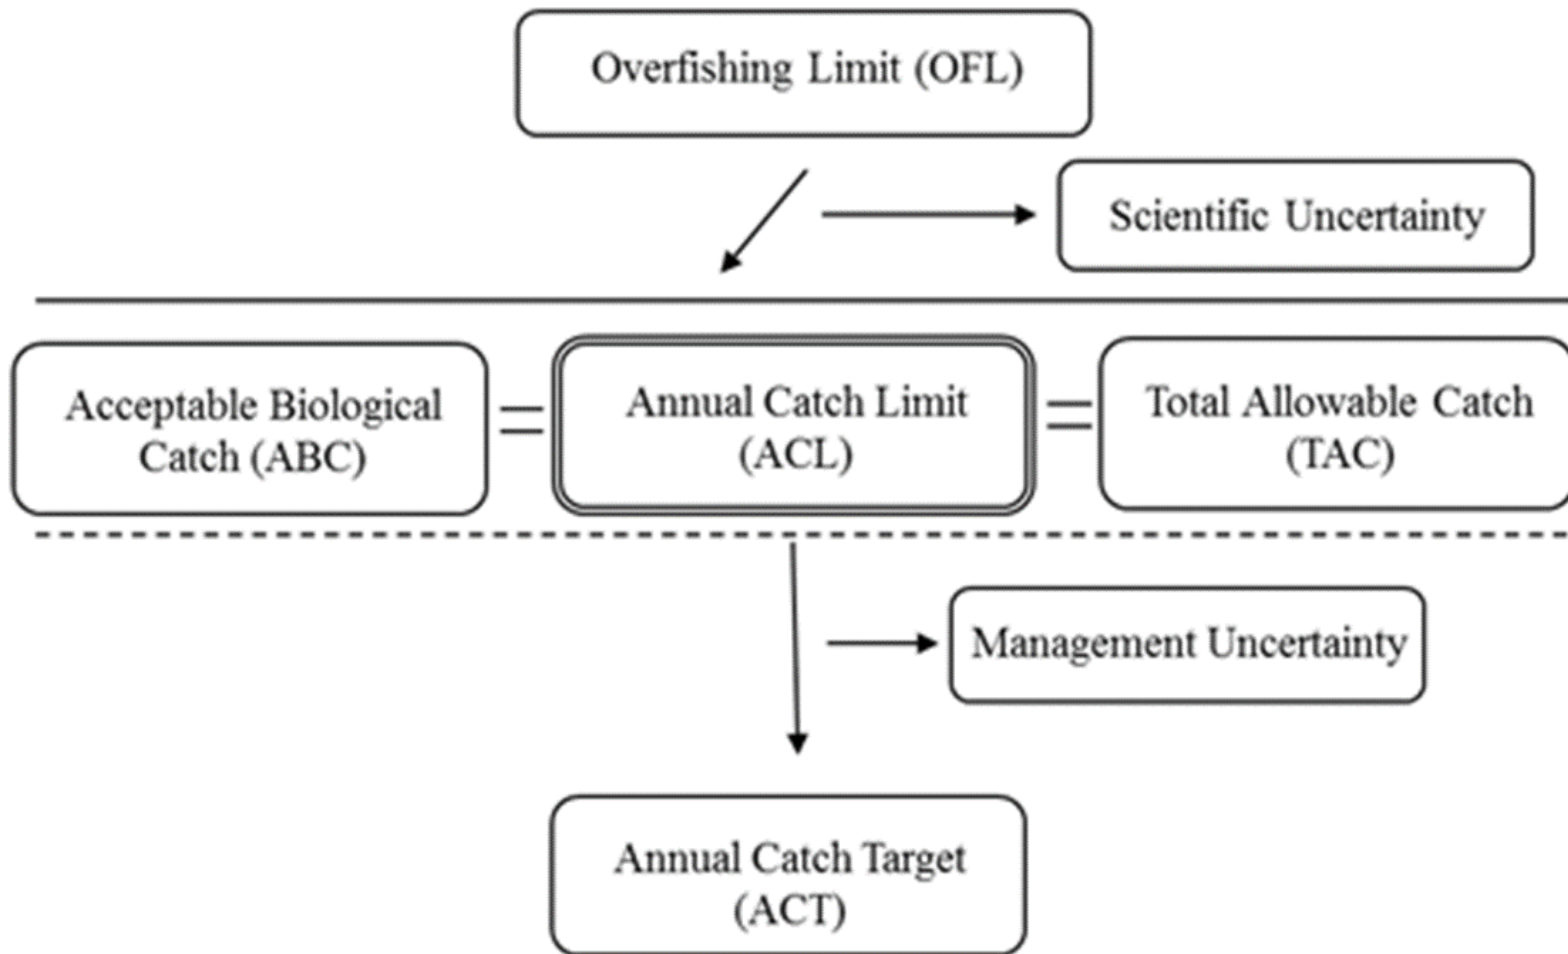 Overfishing Limit (OFL)
Scientific Uncertainty
Acceptable Biological
Catch (ABC)
=
Annual Catch Limit
(ACL)
=
Total Allowable Catch
(TAC)
Management Uncertainty
Annual Catch Target
(ACT)